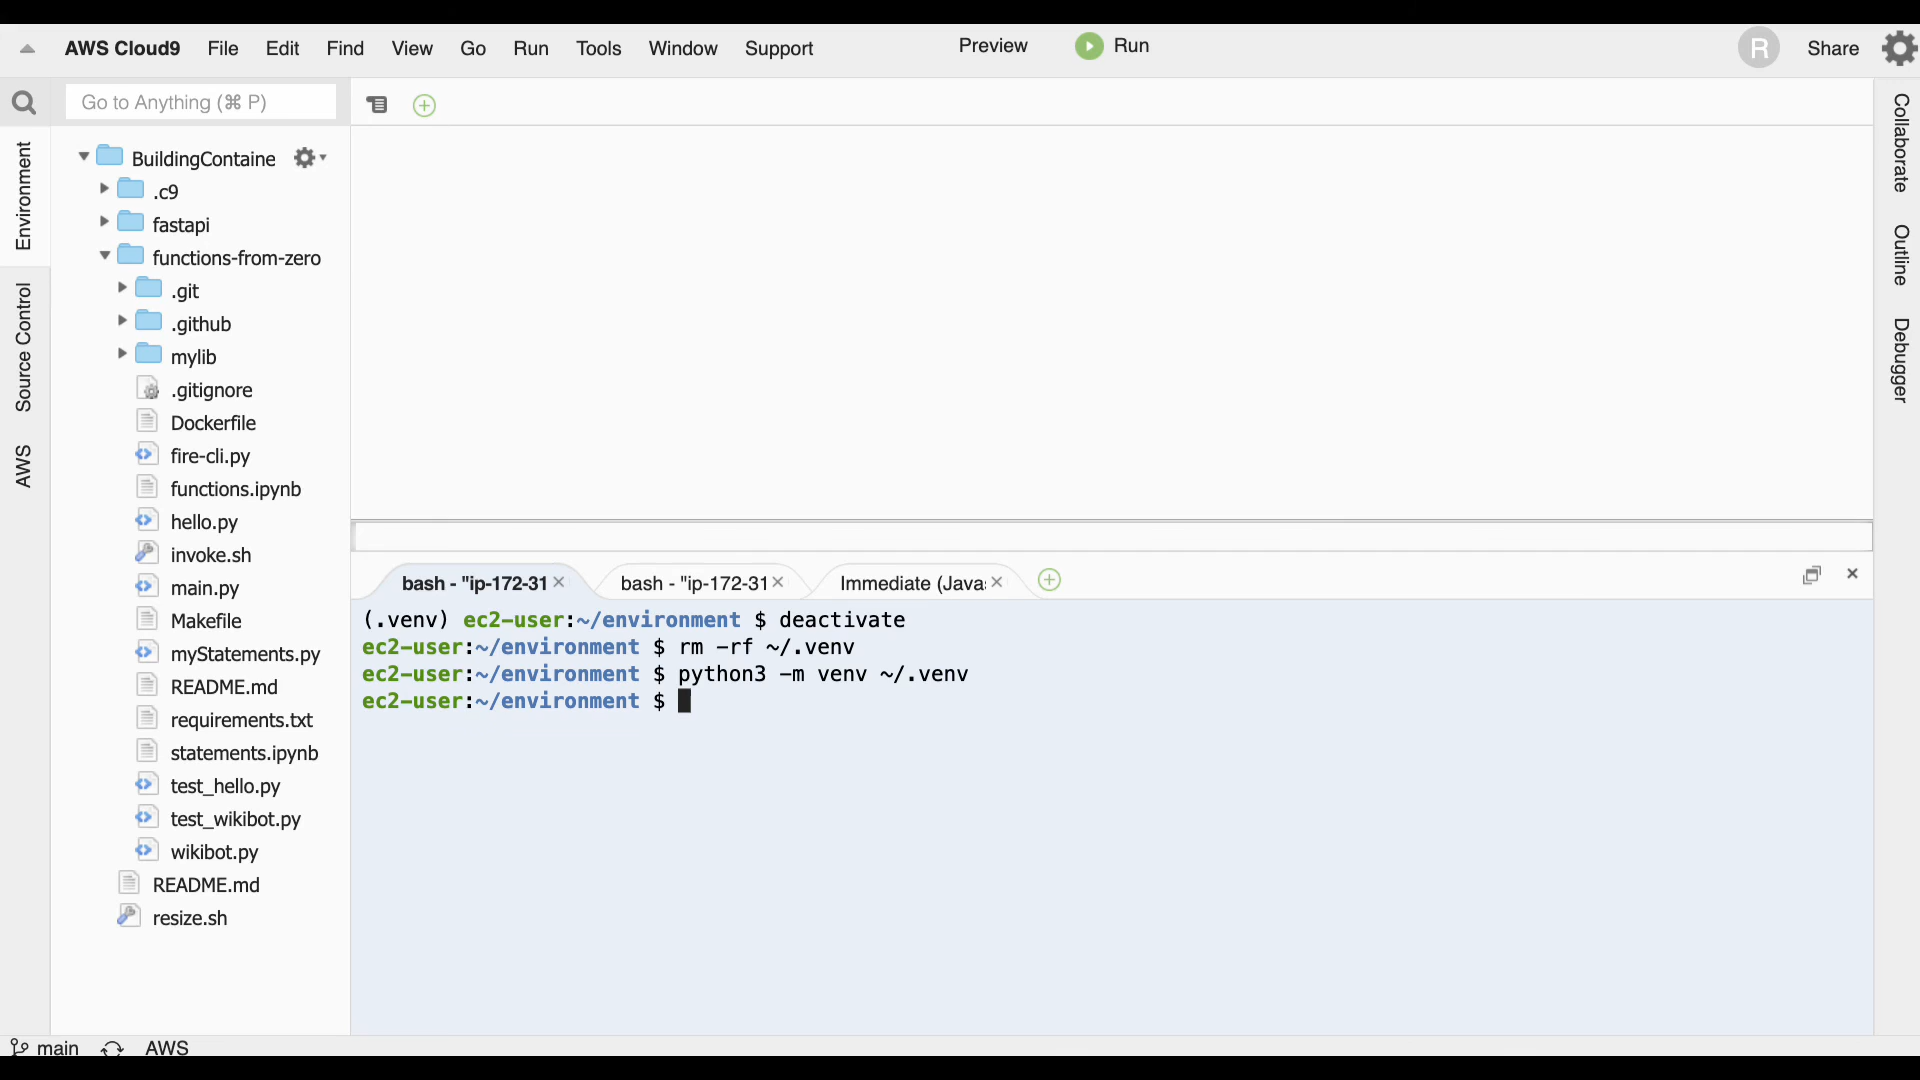 AWS Cloud9 File Edit Find View Go Run Tools Window Support Preview Run R Share
Go to Anything (⌘ P)
Environment
Source Control
AWS
BuildingContaine
.c9
fastapi
functions-from-zero
.git
.github
mylib
.gitignore
Dockerfile
fire-cli.py
functions.ipynb
hello.py
invoke.sh
main.py
Makefile
myStatements.py
README.md
requirements.txt
statements.ipynb
test_hello.py
test_wikibot.py
wikibot.py
README.md
resize.sh
bash - "ip-172-31 bash - "ip-172-31 Immediate (Java
(.venv) ec2-user:~/environment $ deactivate
ec2-user:~/environment $ rm -rf ~/.venv
ec2-user:~/environment $ python3 -m venv ~/.venv
ec2-user:~/environment $
Collaborate
Outline
Debugger
main AWS